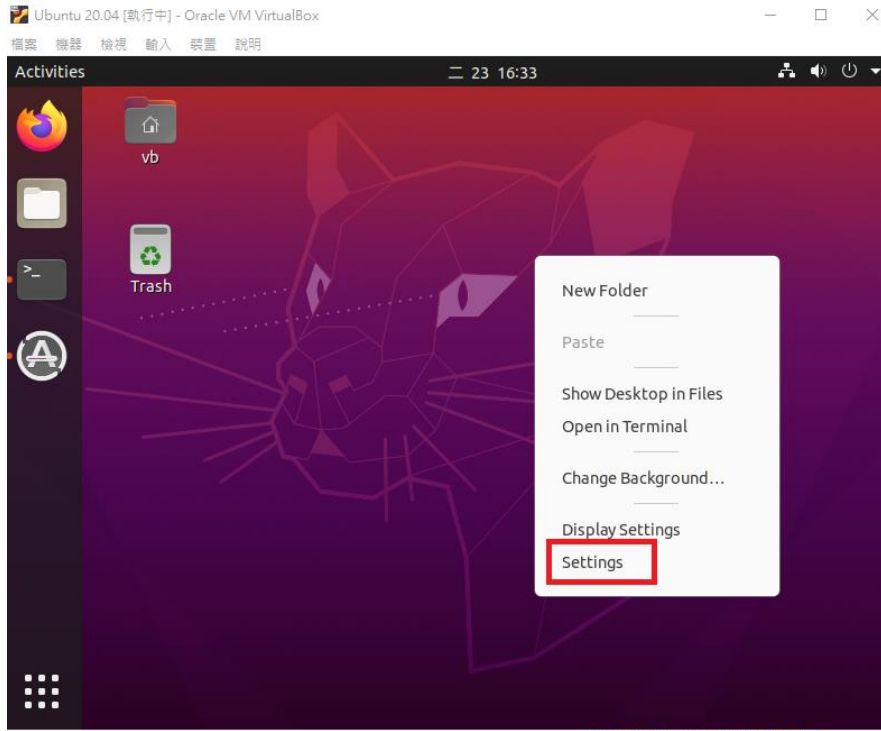 Ubuntu 20.04 [執行中] - Oracle VM VirtualBox
檔案 機器 檢視 輸入 裝置 說明
Activities 二 23 16:33
vb
Trash
>_
New Folder
Paste
Show Desktop in Files
Open in Terminal
Change Background…
Display Settings
Settings